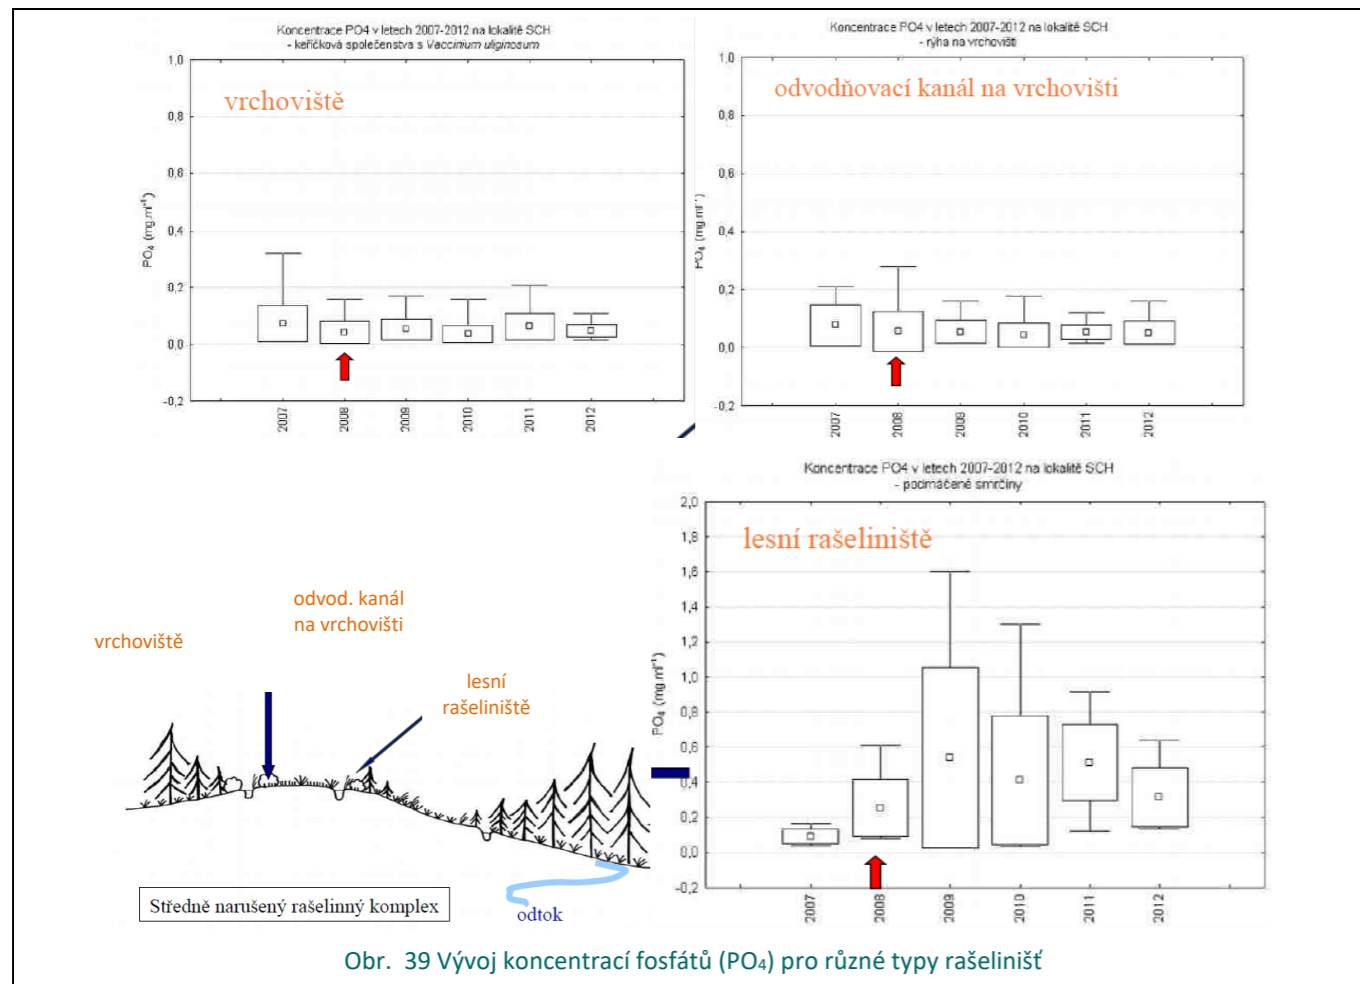 Koncentrace PO4 v letech 2007-2012 na lokalitě SCH
- keříčková společenstva s Vaccinium uliginosum
vrchoviště
1,0
0,8
0,6
0,4
0,2
0,0
-0,2
PO₄ (mg.ml⁻¹)
2007
2008
2009
2010
2011
2012
Koncentrace PO4 v letech 2007-2012 na lokalitě SCH
- rýha na vrchovišti
odvodňovací kanál na vrchovišti
1,0
0,8
0,6
0,4
0,2
0,0
-0,2
PO₄ (mg.ml⁻¹)
2007
2008
2009
2010
2011
2012
Koncentrace PO4 v letech 2007-2012 na lokalitě SCH
- podmáčené smrčiny
lesní rašeliniště
2,0
1,8
1,6
1,4
1,2
1,0
0,8
0,6
0,4
0,2
0,0
-0,2
PO₄ (mg.ml⁻¹)
2007
2008
2009
2010
2011
2012
vrchoviště
odvod. kanál
na vrchovišti
lesní
rašeliniště
Středně narušený rašelinný komplex
odtok
Obr. 39 Vývoj koncentrací fosfátů (PO₄) pro různé typy rašelinišť